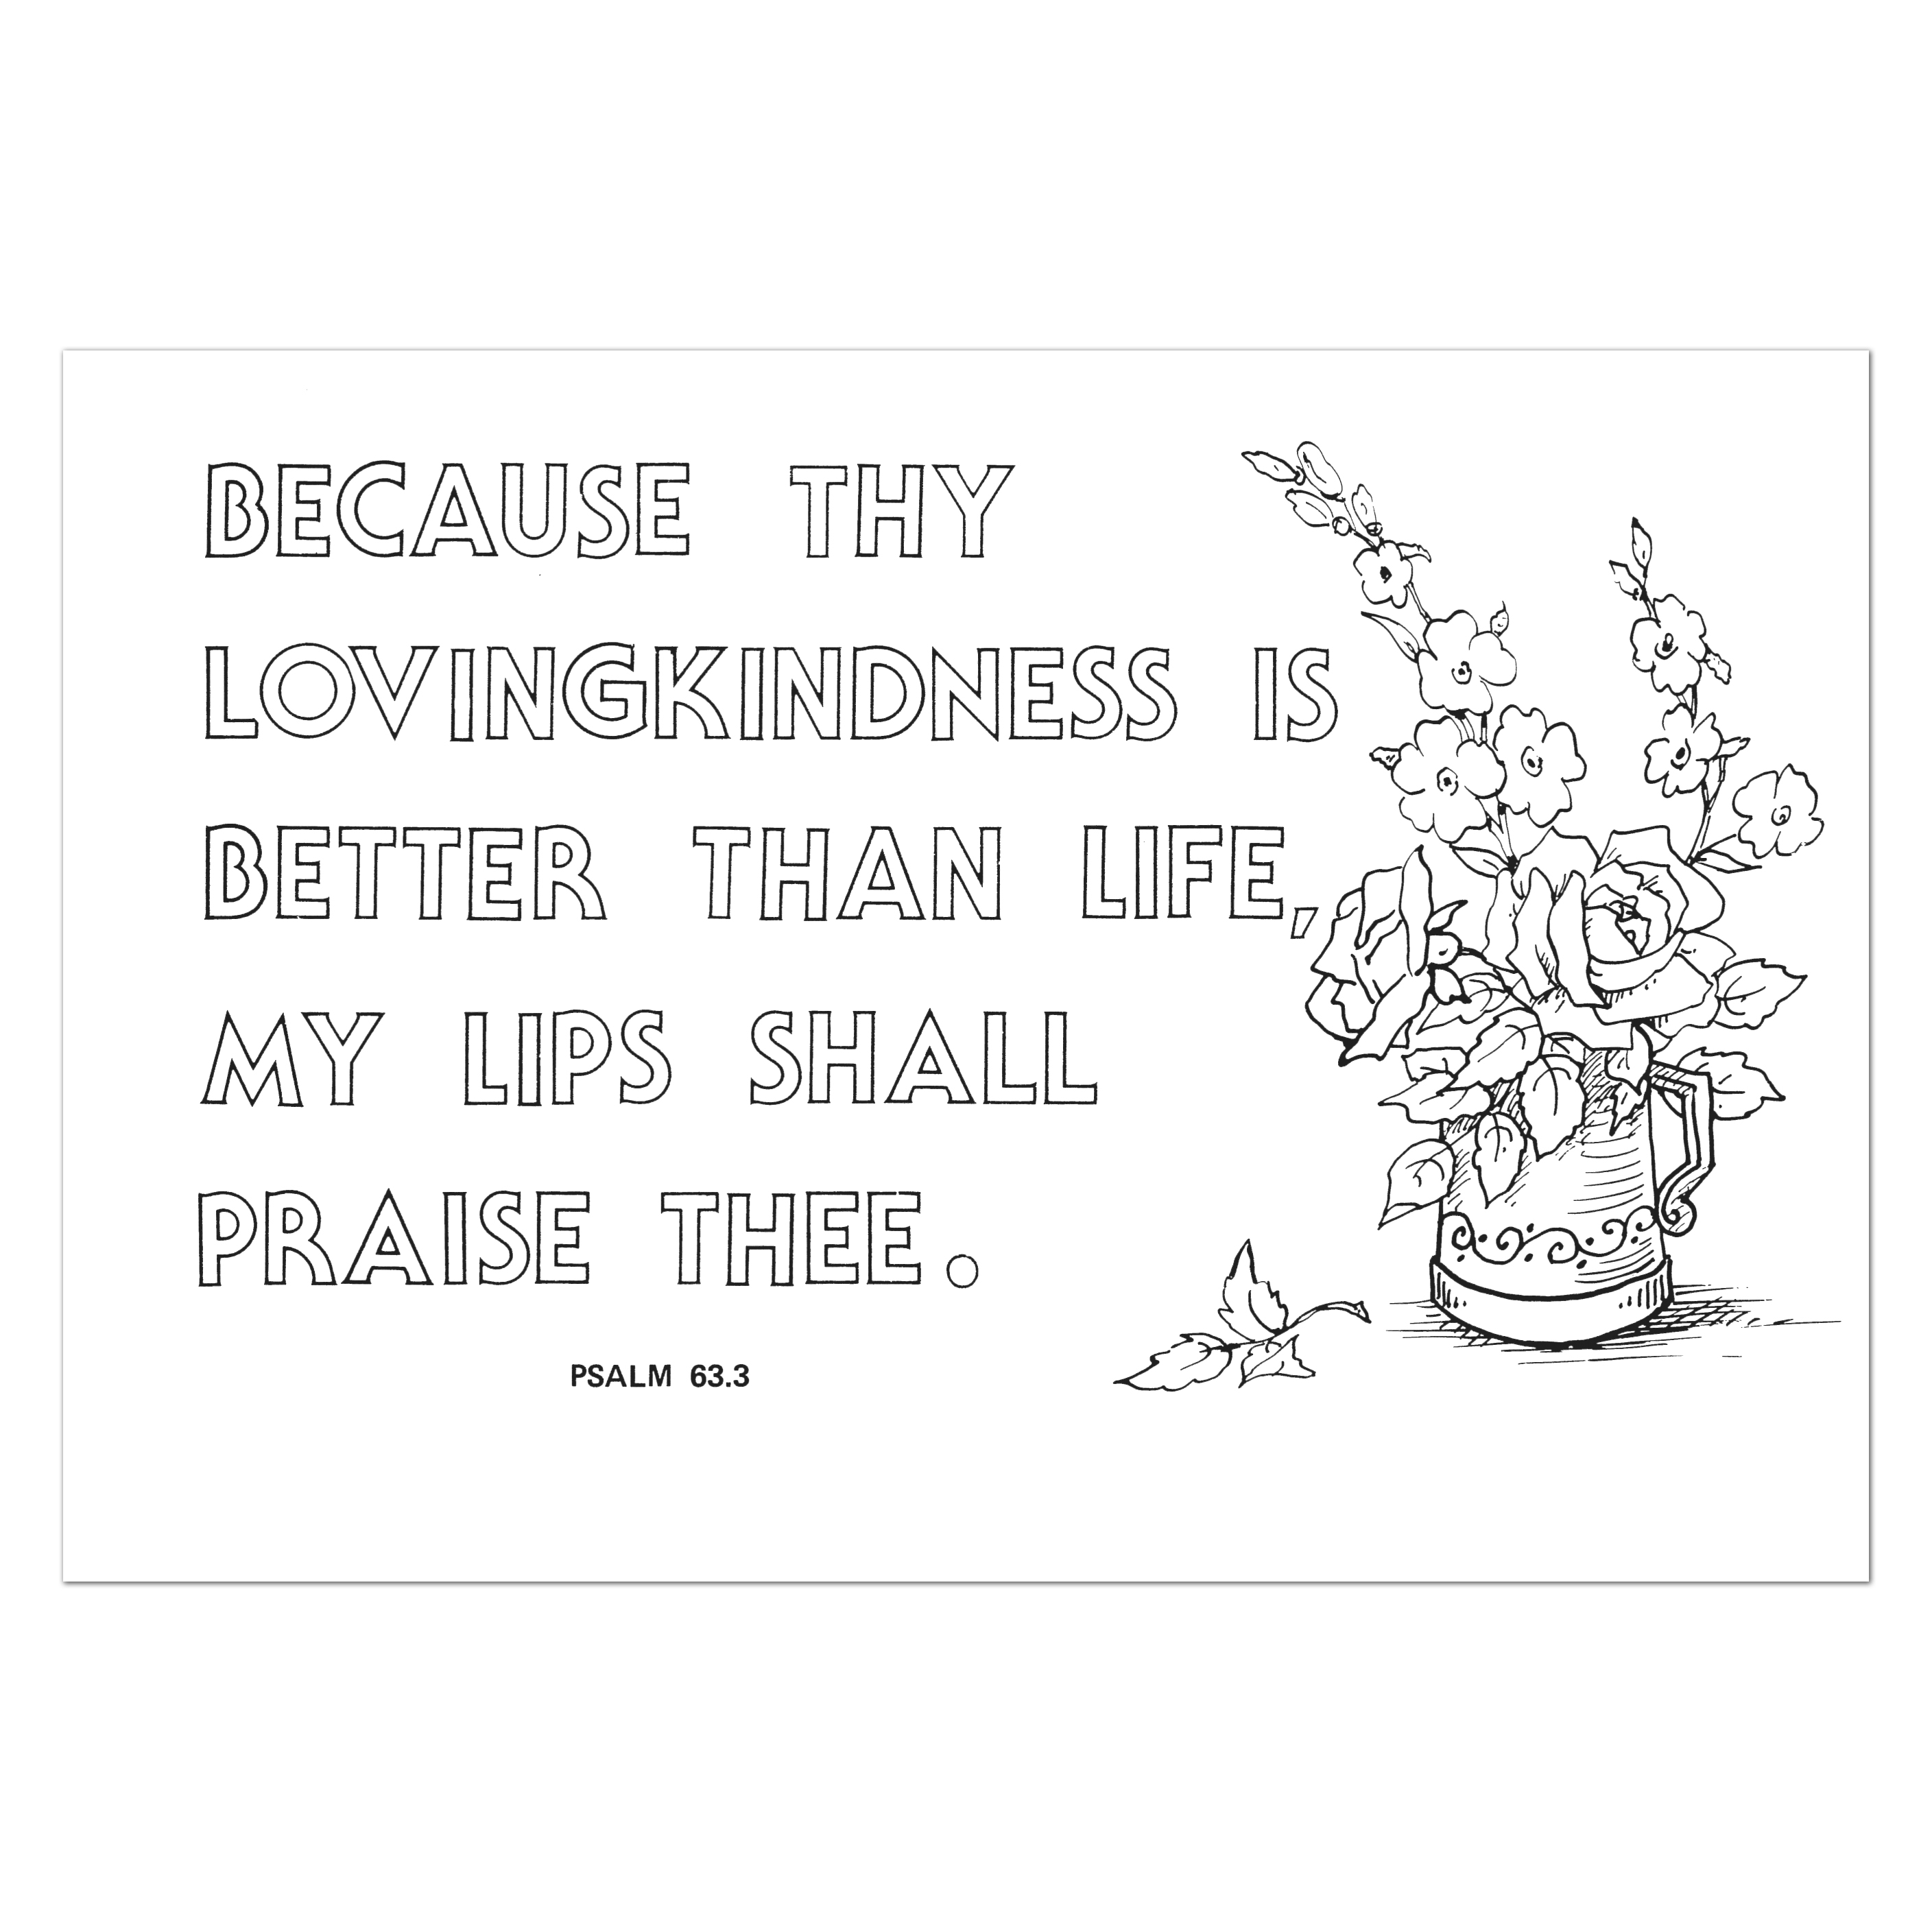 BECAUSE THY
LOVINGKINDNESS IS
BETTER THAN LIFE,
MY LIPS SHALL
PRAISE THEE.
PSALM 63.3